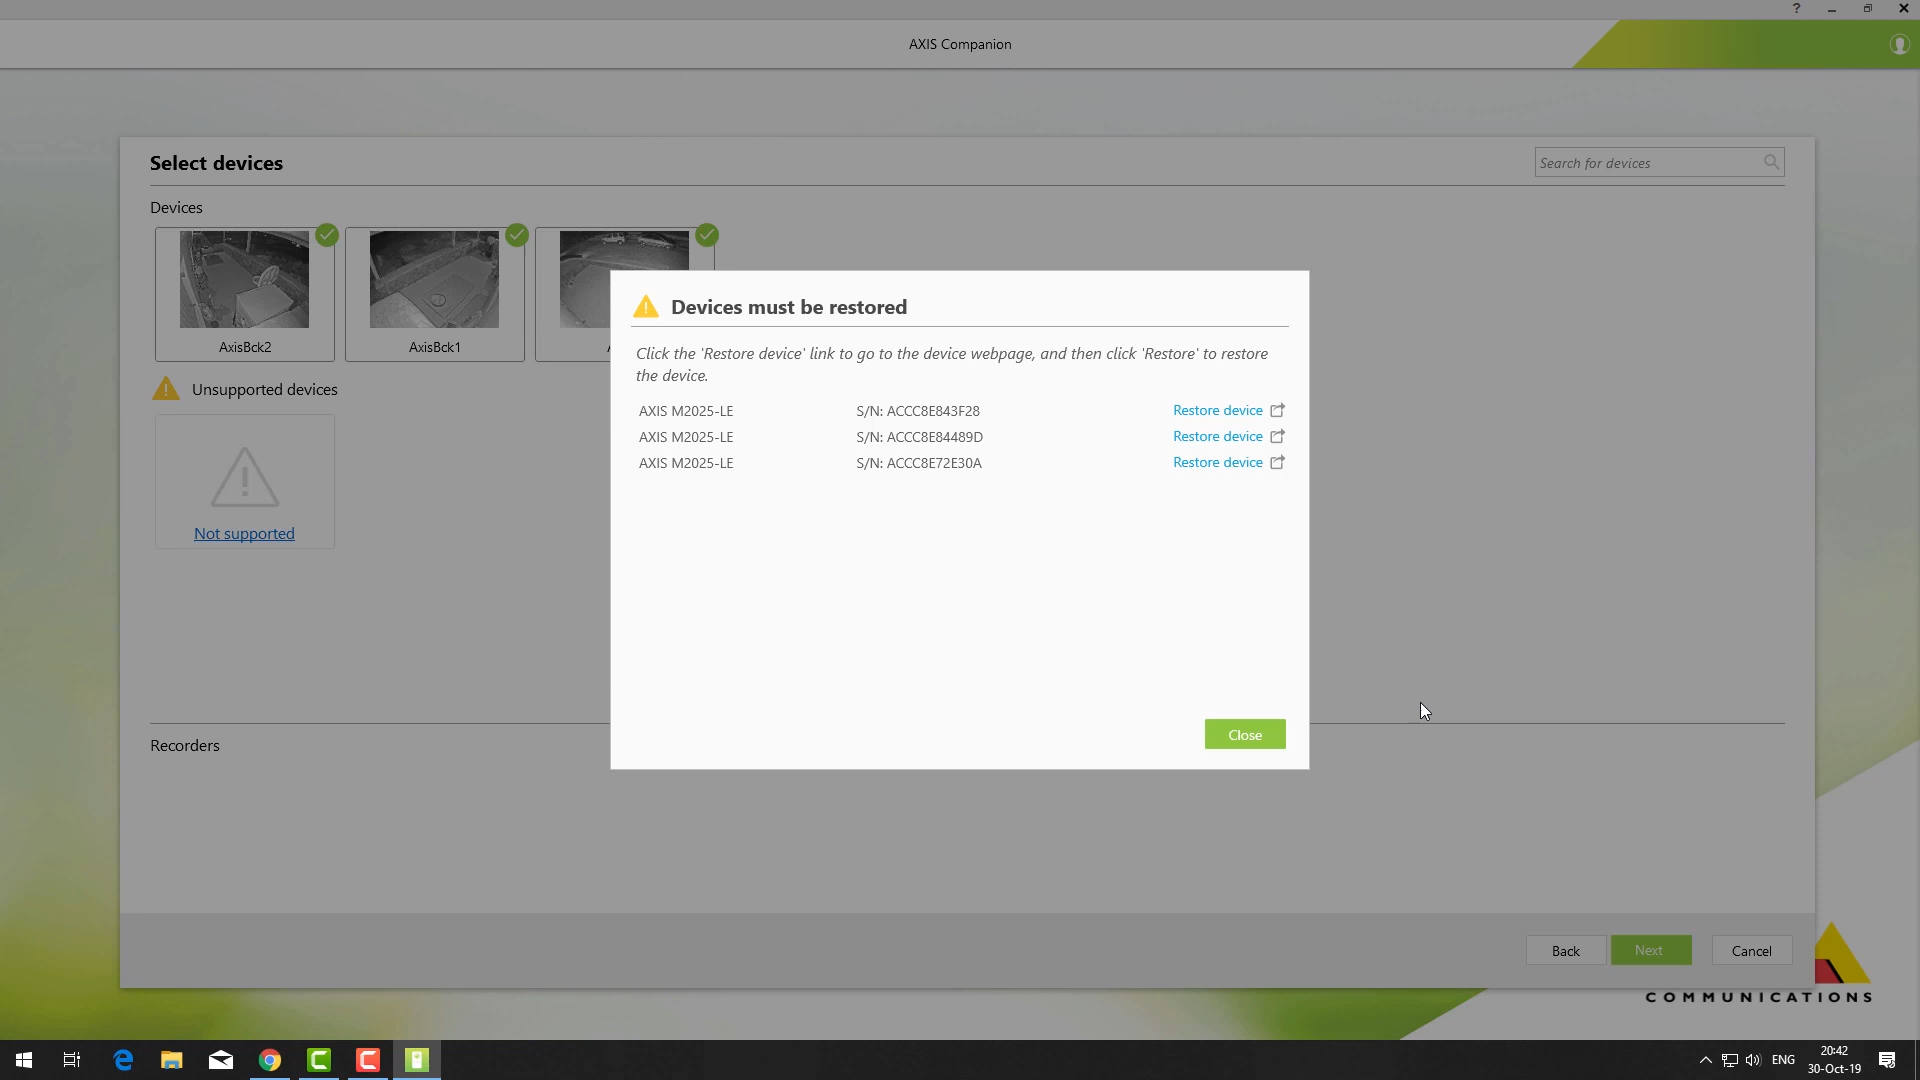 ?
AXIS Companion
Select devices
Search for devices
Devices
AxisBck2
AxisBck1
Devices must be restored
Click the 'Restore device' link to go to the device webpage, and then click 'Restore' to restore
the device.
AXIS M2025-LE S/N: ACCC8E843F28 Restore device
AXIS M2025-LE S/N: ACCC8E84489D Restore device
AXIS M2025-LE S/N: ACCC8E72E30A Restore device
Close
Unsupported devices
Not supported
Recorders
Back Next Cancel
COMMUNICATIONS
ENG
20:42
30-Oct-19